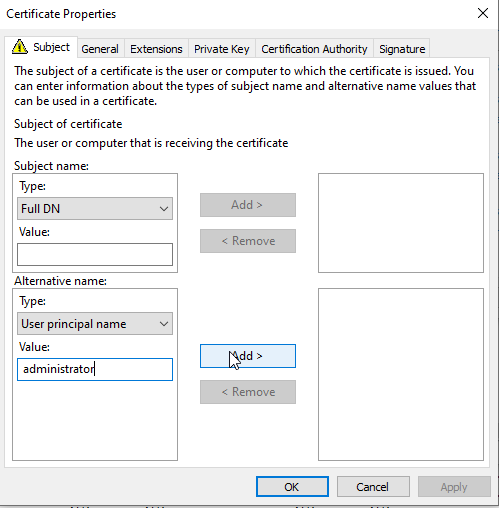 Certificate Properties
Subject
General
Extensions
Private Key
Certification Authority
Signature
The subject of a certificate is the user or computer to which the certificate is issued. You
can enter information about the types of subject name and alternative name values that
can be used in a certificate.
Subject of certificate
The user or computer that is receiving the certificate
Subject name:
Type:
Full DN
Value:
Add >
< Remove
Alternative name:
Type:
User principal name
Value:
administrator
Add >
< Remove
OK
Cancel
Apply